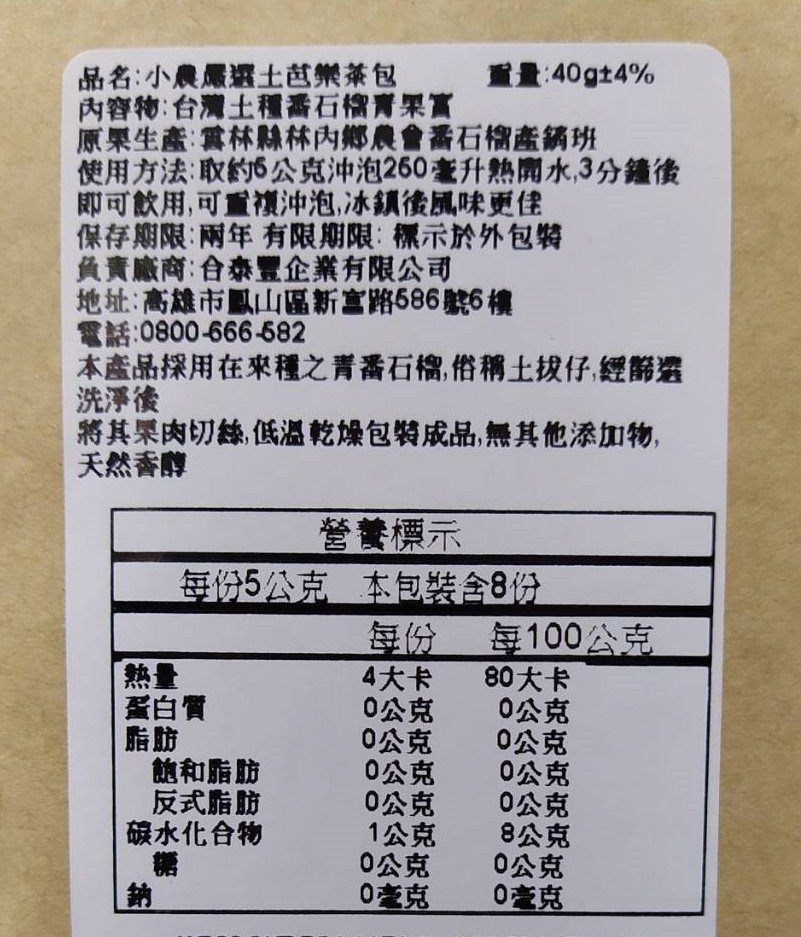 品名:小農嚴選土芭樂茶包 重量:40g±4%
內容物:台灣土種番石榴青果實
原果生產:雲林縣林內鄉農會番石榴產銷班
使用方法:取約5公克沖泡250毫升熱開水,3分鐘後
即可飲用,可重複沖泡,冰鎮後風味更佳
保存期限:兩年 有限期限: 標示於外包裝
負責廠商:合泰豐企業有限公司
地址:高雄市鳳山區新富路586號6樓
電話:0800-666-582
本產品採用在來種之青番石榴,俗稱土拔仔,經篩選
洗淨後
將其果肉切絲,低溫乾燥包裝成品,無其他添加物,
天然香醇
營養標示
每份5公克 本包裝含8份
每份 每100公克
熱量 4大卡 80大卡
蛋白質 0公克 0公克
脂肪 0公克 0公克
飽和脂肪 0公克 0公克
反式脂肪 0公克 0公克
碳水化合物 1公克 8公克
糖 0公克 0公克
鈉 0毫克 0毫克